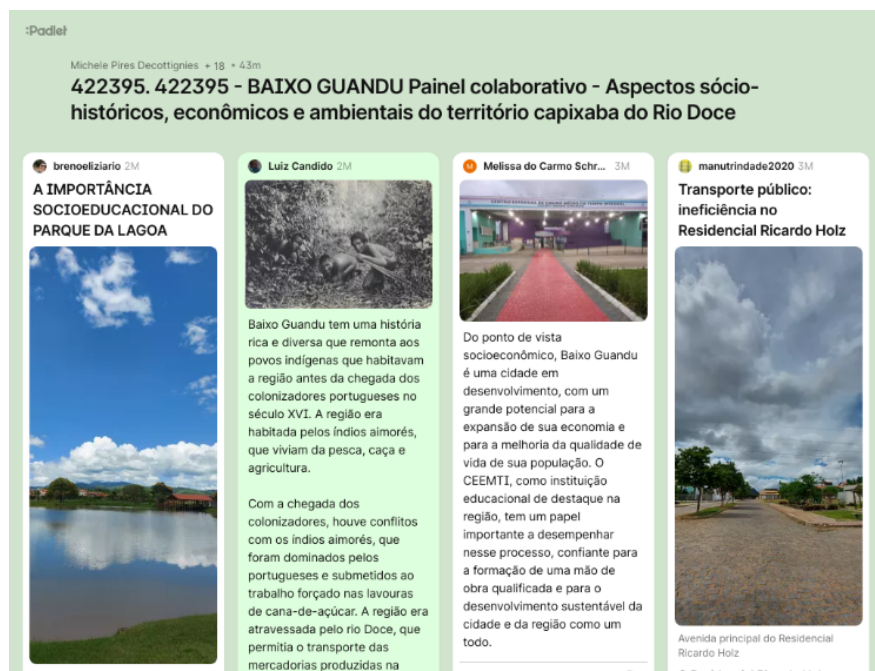 :Padlet
Michele Pires Decottignies + 18 • 43m
422395. 422395 - BAIXO GUANDU Painel colaborativo - Aspectos sócio-
históricos, econômicos e ambientais do território capixaba do Rio Doce
brenoeliziario 2M
A IMPORTÂNCIA
SOCIOEDUCACIONAL DO
PARQUE DA LAGOA
Luiz Candido 2M
Baixo Guandu tem uma história
rica e diversa que remonta aos
povos indígenas que habitavam
a região antes da chegada dos
colonizadores portugueses no
século XVI. A região era
habitada pelos índios aimorés,
que viviam da pesca, caça e
agricultura.
Com a chegada dos
colonizadores, houve conflitos
com os índios aimorés, que
foram dominados pelos
portugueses e submetidos ao
trabalho forçado nas lavouras
de cana-de-açúcar. A região era
atravessada pelo rio Doce, que
permitia o transporte das
mercadorias produzidas na
M
Melissa do Carmo Schr... 3M
Do ponto de vista
socioeconômico, Baixo Guandu
é uma cidade em
desenvolvimento, com um
grande potencial para a
expansão de sua economia e
para a melhoria da qualidade de
vida de sua população. O
CEEMTI, como instituição
educacional de destaque na
região, tem um papel
importante a desempenhar
nesse processo, confiante para
a formação de uma mão de
obra qualificada e para o
desenvolvimento sustentável da
cidade e da região como um
todo.
manutrindade2020 3M
Transporte público:
ineficiência no
Residencial Ricardo Holz
Avenida principal do Residencial
Ricardo Holz